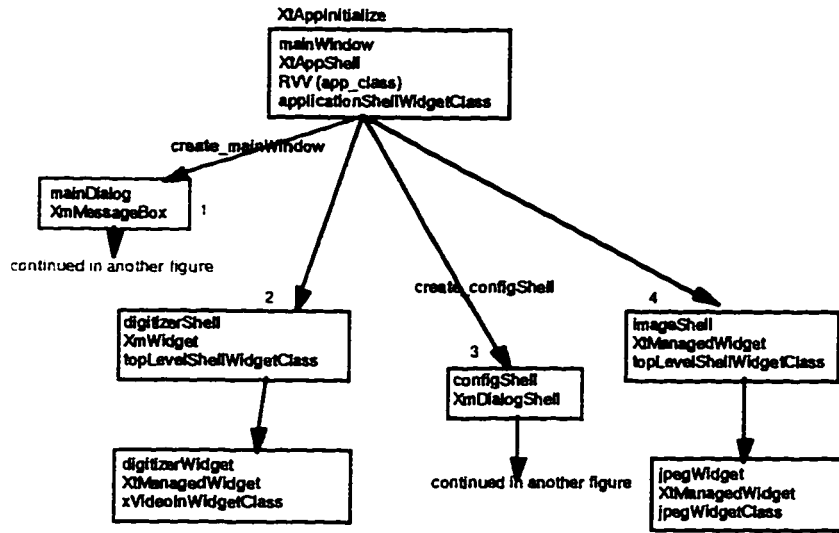 XtAppInitialize
mainWindow
XtAppShell
RVV (app_class)
applicationShellWidgetClass
create_mainWindow
mainDialog
XmMessageBox
1
continued in another figure
2
digitizerShell
XmWidget
topLevelShellWidgetClass
digitizerWidget
XtManagedWidget
xVideoInWidgetClass
create_configShell
3
configShell
XmDialogShell
continued in another figure
4
imageShell
XtManagedWidget
topLevelShellWidgetClass
jpegWidget
XtManagedWidget
jpegWidgetClass